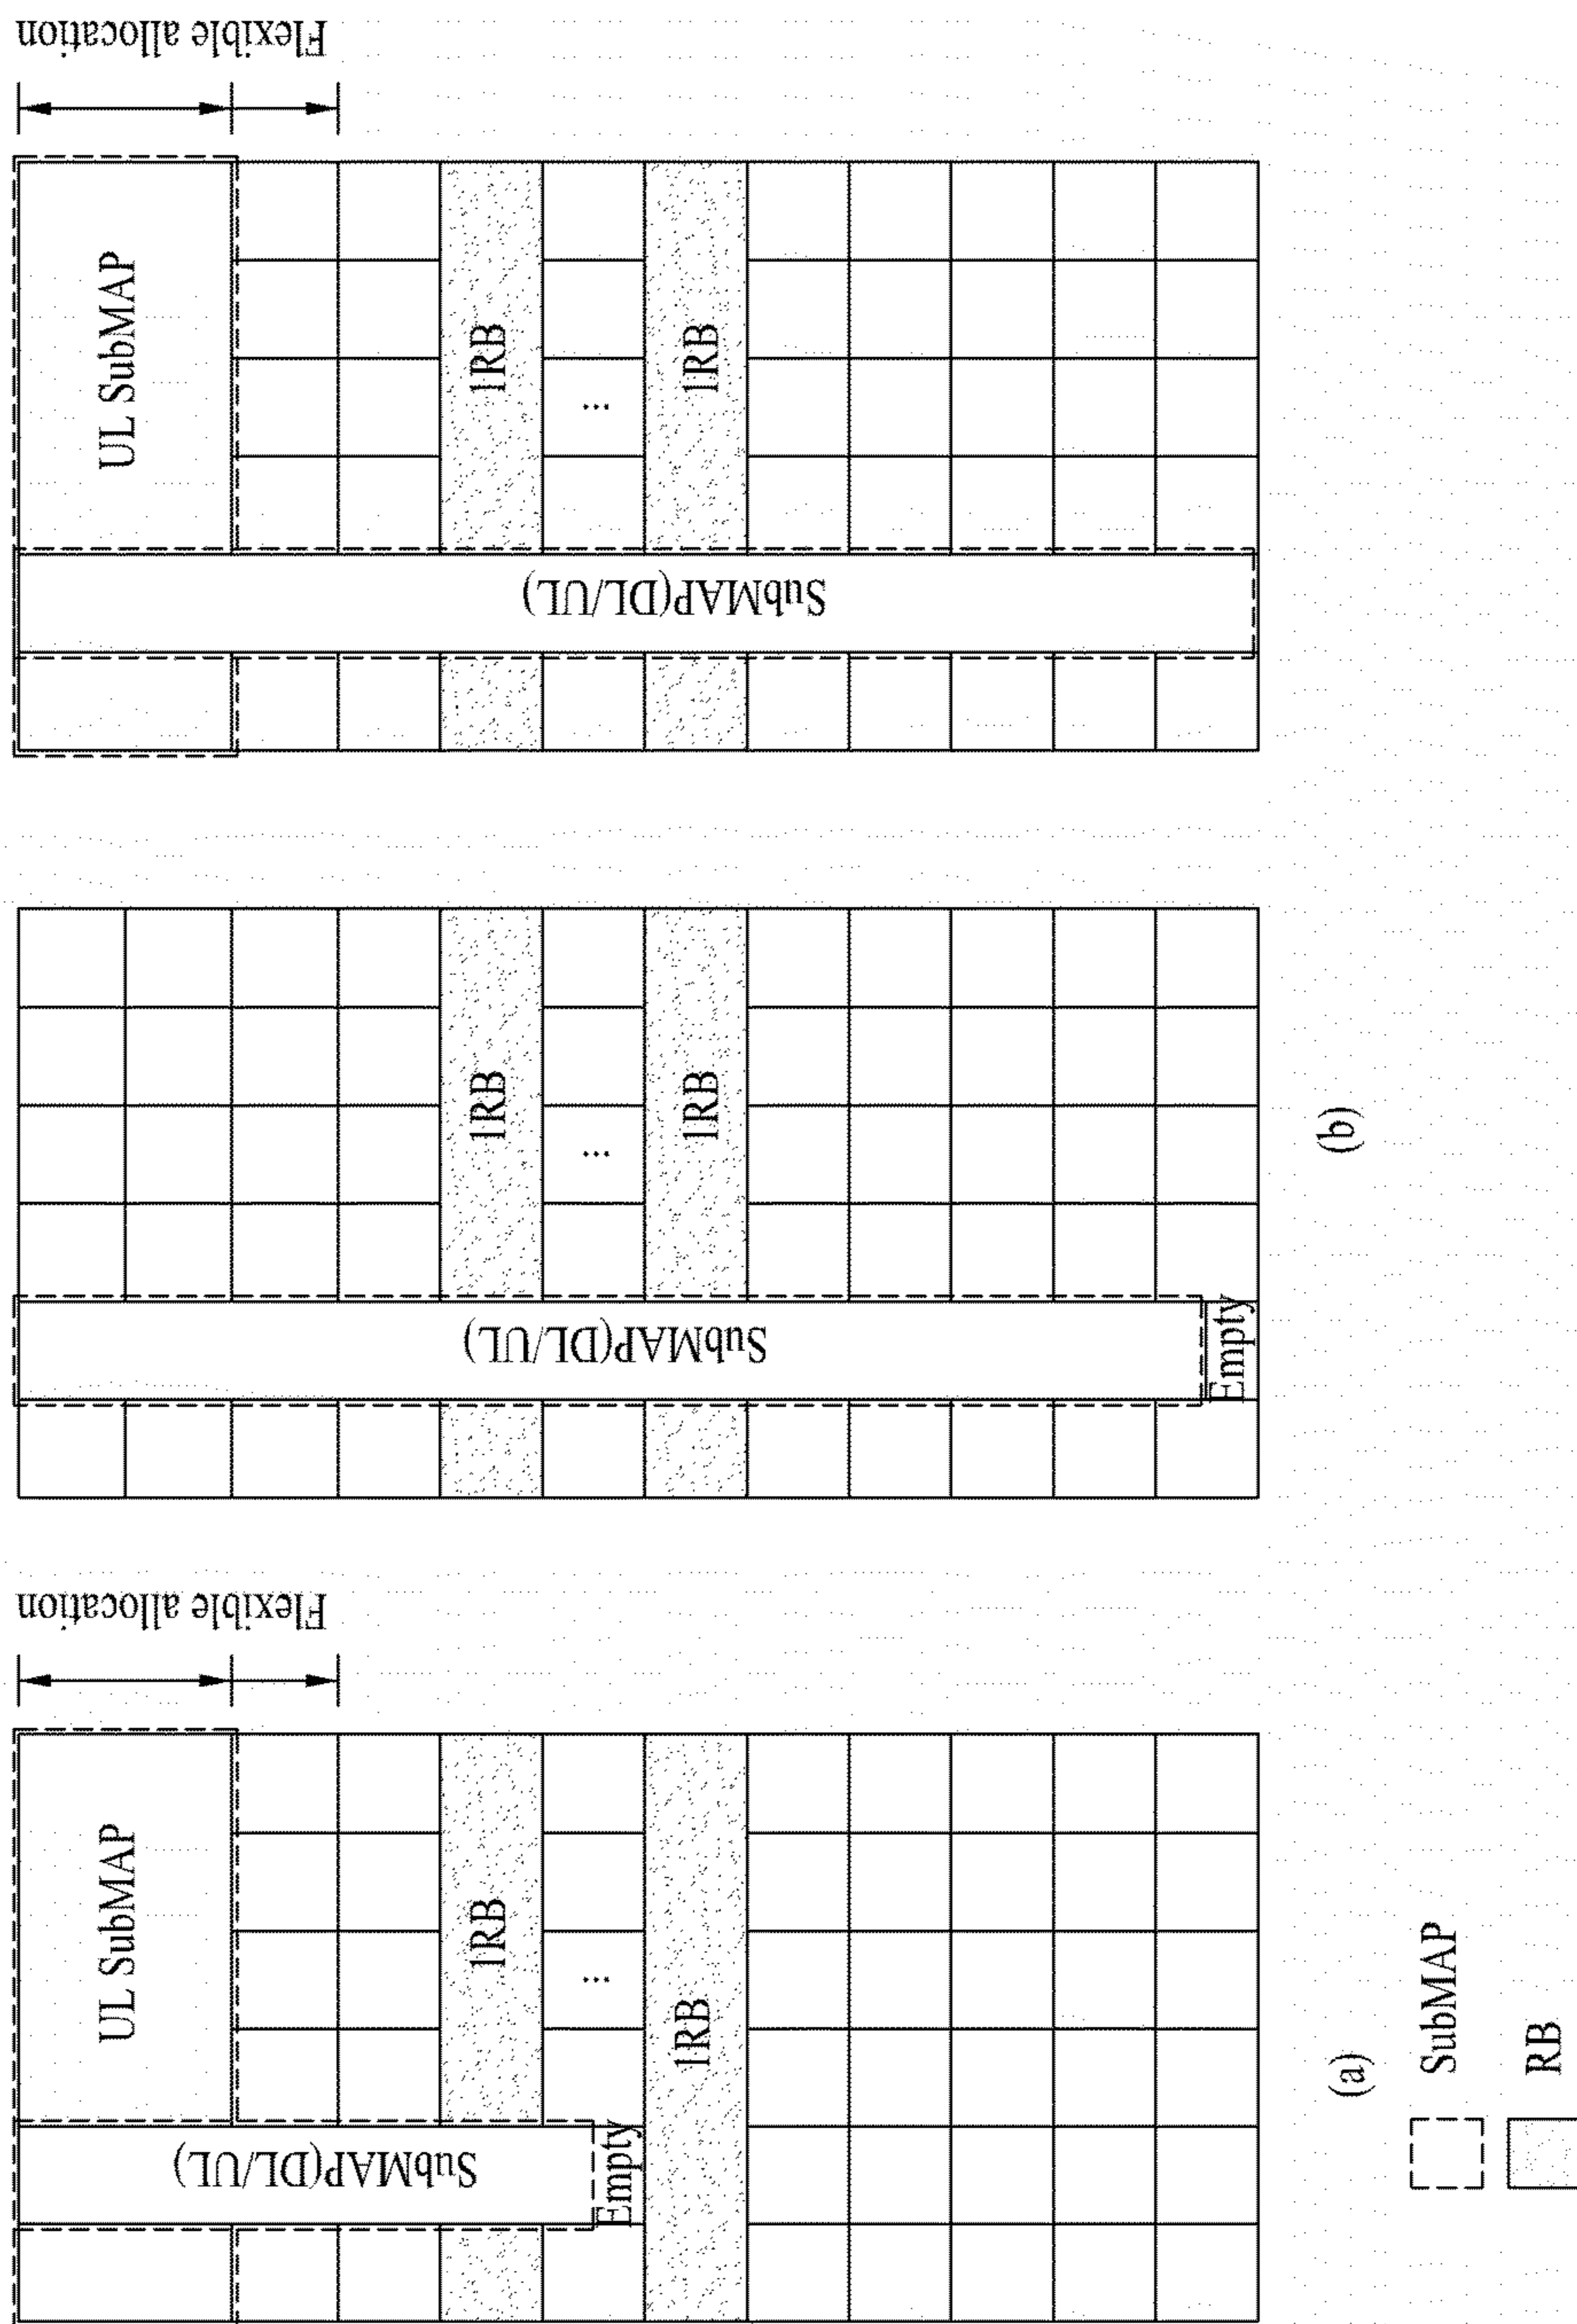 Flexible allocation
UL SubMAP
SubMAP(DL/UL)
1RB
...
Empty
1RB
(a)
SubMAP(DL/UL)
1RB
...
1RB
Empty
(b)
Flexible allocation
UL SubMAP
SubMAP(DL/UL)
1RB
...
1RB
SubMAP
RB